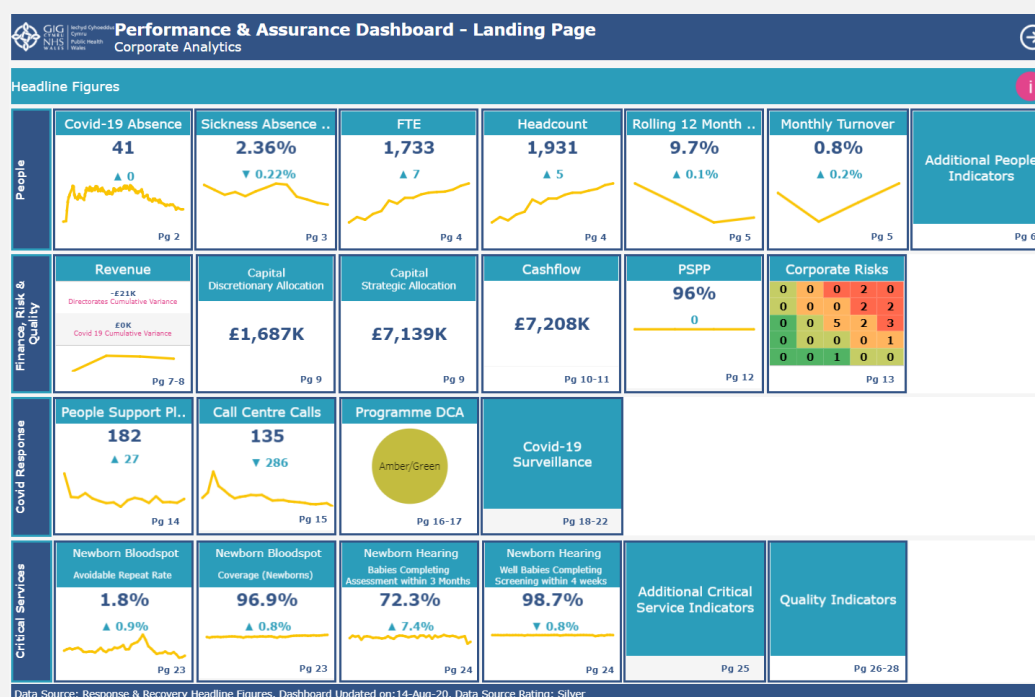 GIG
CYMRU
NHS
WALES
Iechyd Cyhoeddus
Cymru
Public Health
Wales
Performance & Assurance Dashboard - Landing Page
Corporate Analytics
Headline Figures
i
People
Covid-19 Absence
41
▲ 0
Pg 2
Sickness Absence ..
2.36%
▼ 0.22%
Pg 3
FTE
1,733
▲ 7
Pg 4
Headcount
1,931
▲ 5
Pg 4
Rolling 12 Month ..
9.7%
▲ 0.1%
Pg 5
Monthly Turnover
0.8%
▲ 0.2%
Pg 5
Additional People
Indicators
Pg 6
Finance, Risk &
Quality
Revenue
-£21K
Directorates Cumulative Variance
£0K
Covid 19 Cumulative Variance
Pg 7-8
Capital
Discretionary Allocation
£1,687K
Pg 9
Capital
Strategic Allocation
£7,139K
Pg 9
Cashflow
£7,208K
Pg 10-11
PSPP
96%
0
Pg 12
Corporate Risks
0 0 0 2 0
0 0 0 2 2
0 0 5 2 3
0 0 0 0 1
0 0 1 0 0
Pg 13
Covid Response
People Support Pl..
182
▲ 27
Pg 14
Call Centre Calls
135
▼ 286
Pg 15
Programme DCA
Amber/Green
Pg 16-17
Covid-19
Surveillance
Pg 18-22
Critical Services
Newborn Bloodspot
Avoidable Repeat Rate
1.8%
▲ 0.9%
Pg 23
Newborn Bloodspot
Coverage (Newborns)
96.9%
▲ 0.8%
Pg 23
Newborn Hearing
Babies Completing
Assessment within 3 Months
72.3%
▲ 7.4%
Pg 24
Newborn Hearing
Well Babies Completing
Screening within 4 weeks
98.7%
▼ 0.8%
Pg 24
Additional Critical
Service Indicators
Pg 25
Quality Indicators
Pg 26-28
Data Source: Response & Recovery Headline Figures. Dashboard Updated on:14-Aug-20. Data Source Rating: Silver